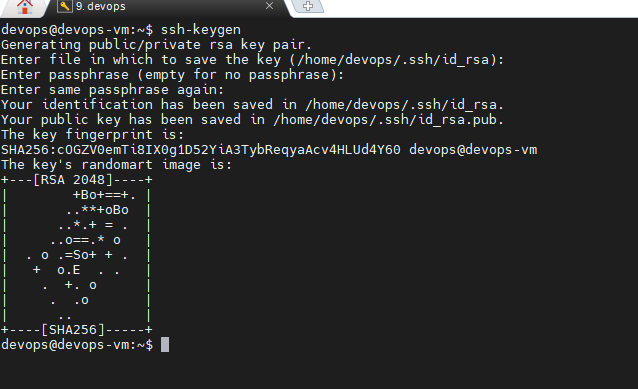 9. devops
devops@devops-vm:~$ ssh-keygen
Generating public/private rsa key pair.
Enter file in which to save the key (/home/devops/.ssh/id_rsa):
Enter passphrase (empty for no passphrase):
Enter same passphrase again:
Your identification has been saved in /home/devops/.ssh/id_rsa.
Your public key has been saved in /home/devops/.ssh/id_rsa.pub.
The key fingerprint is:
SHA256:cOGZV0emTi8IX0g1D52YiA3TybReqyaAcv4HLUd4Y60 devops@devops-vm
The key's randomart image is:
+---[RSA 2048]----+
|        +Bo+==+. |
|       ..**+oBo  |
|      ..*.+ = .  |
|     ..o==.* o   |
|  . o .=So+ + .  |
|   +  o.E  . .   |
|    .  +. o      |
|     .  .o       |
|      ..         |
+----[SHA256]-----+
devops@devops-vm:~$